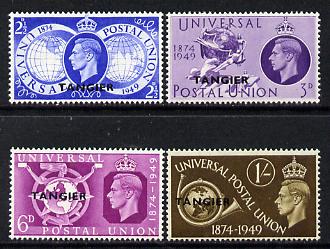 2½ 1874 POSTAL UNION
UNIVERSAL 1949 2½
TANGIER
UNIVERSAL
1874
1949
TANGIER
POSTAL UNION 3D
UNIVERSAL
TANGIER
6D POSTAL UNION
1874-1949
UNIVERSAL POSTAL UNION 1/-
TANGIER
1874-1949